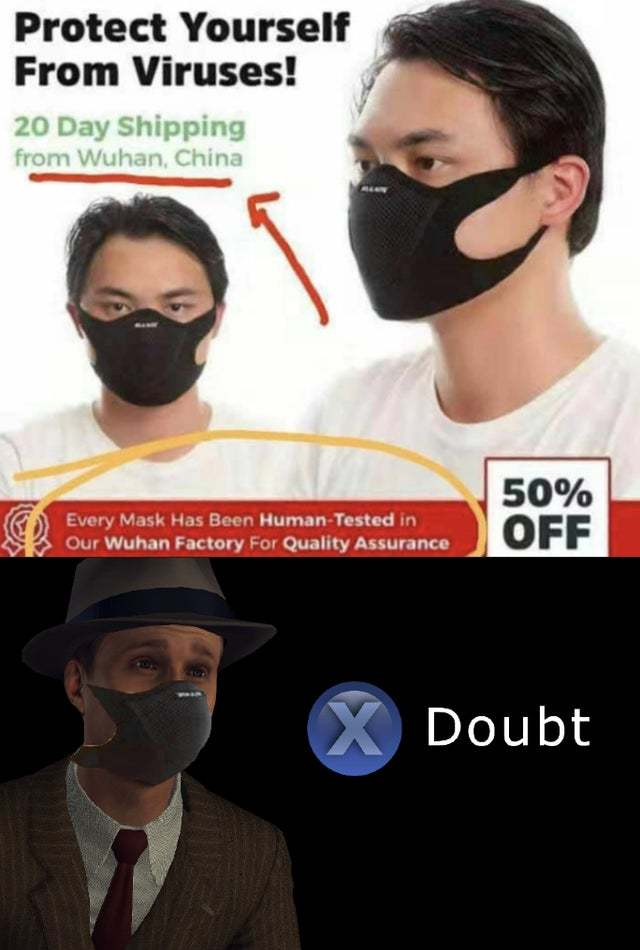 Protect Yourself
From Viruses!
20 Day Shipping
from Wuhan, China
Every Mask Has Been Human-Tested in
Our Wuhan Factory For Quality Assurance
50%
OFF
X Doubt